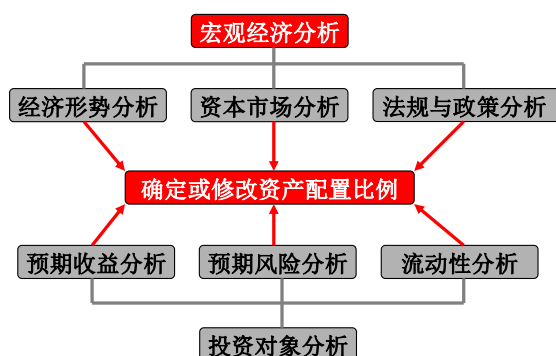 宏观经济分析
经济形势分析
资本市场分析
法规与政策分析
确定或修改资产配置比例
预期收益分析
预期风险分析
流动性分析
投资对象分析